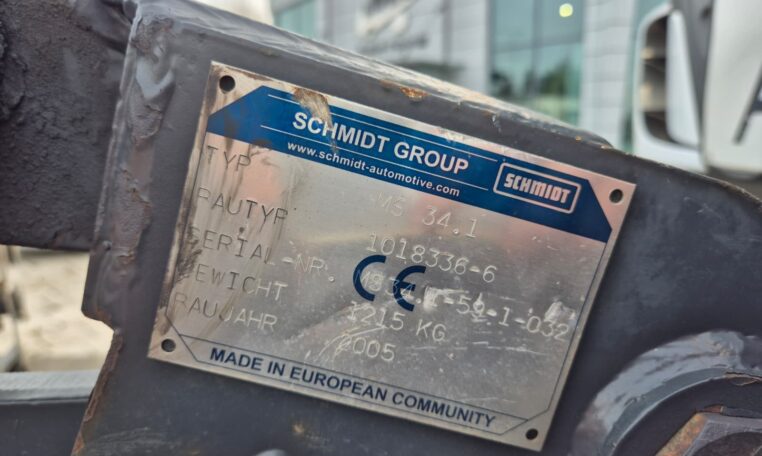 SCHMIDT GROUP
www.schmidt-automotive.com
SCHMIDT
TYP MS 34.1
BAUTYP 1018336-6
SERIAL-NR.
GEWICHT 1215 KG
BAUJAHR 2005
CE
MADE IN EUROPEAN COMMUNITY